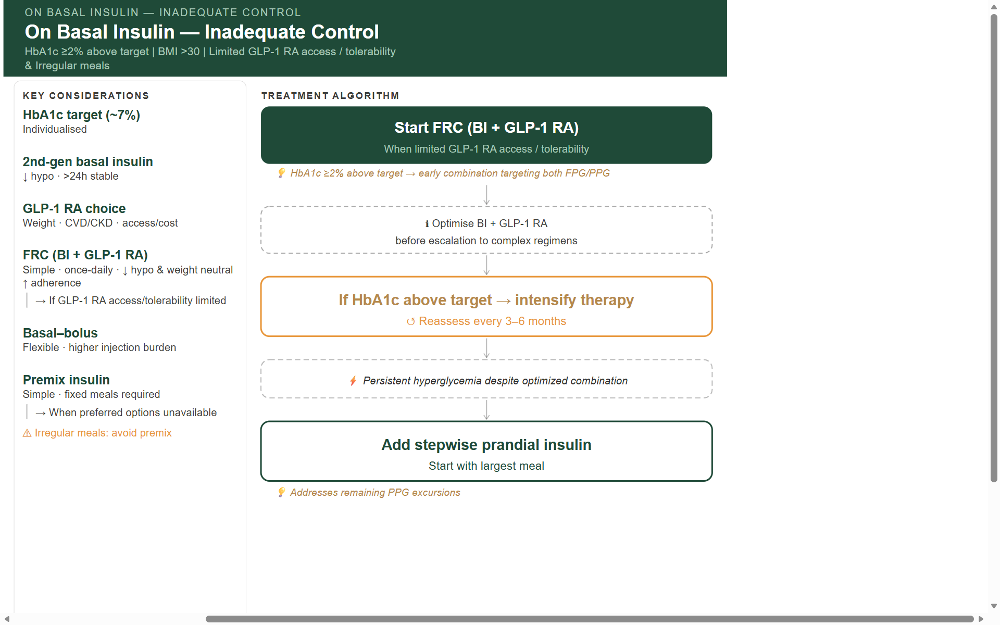 ON BASAL INSULIN — INADEQUATE CONTROL
On Basal Insulin — Inadequate Control
HbA1c ≥2% above target | BMI >30 | Limited GLP-1 RA access / tolerability
& Irregular meals
KEY CONSIDERATIONS
HbA1c target (~7%)
Individualised
2nd-gen basal insulin
↓ hypo · >24h stable
GLP-1 RA choice
Weight · CVD/CKD · access/cost
FRC (BI + GLP-1 RA)
Simple · once-daily · ↓ hypo & weight neutral
↑ adherence
→ If GLP-1 RA access/tolerability limited
Basal–bolus
Flexible · higher injection burden
Premix insulin
Simple · fixed meals required
→ When preferred options unavailable
⚠ Irregular meals: avoid premix
TREATMENT ALGORITHM
Start FRC (BI + GLP-1 RA)
When limited GLP-1 RA access / tolerability
💡 HbA1c ≥2% above target → early combination targeting both FPG/PPG
ℹ Optimise BI + GLP-1 RA
before escalation to complex regimens
If HbA1c above target → intensify therapy
↺ Reassess every 3–6 months
⚡ Persistent hyperglycemia despite optimized combination
Add stepwise prandial insulin
Start with largest meal
💡 Addresses remaining PPG excursions